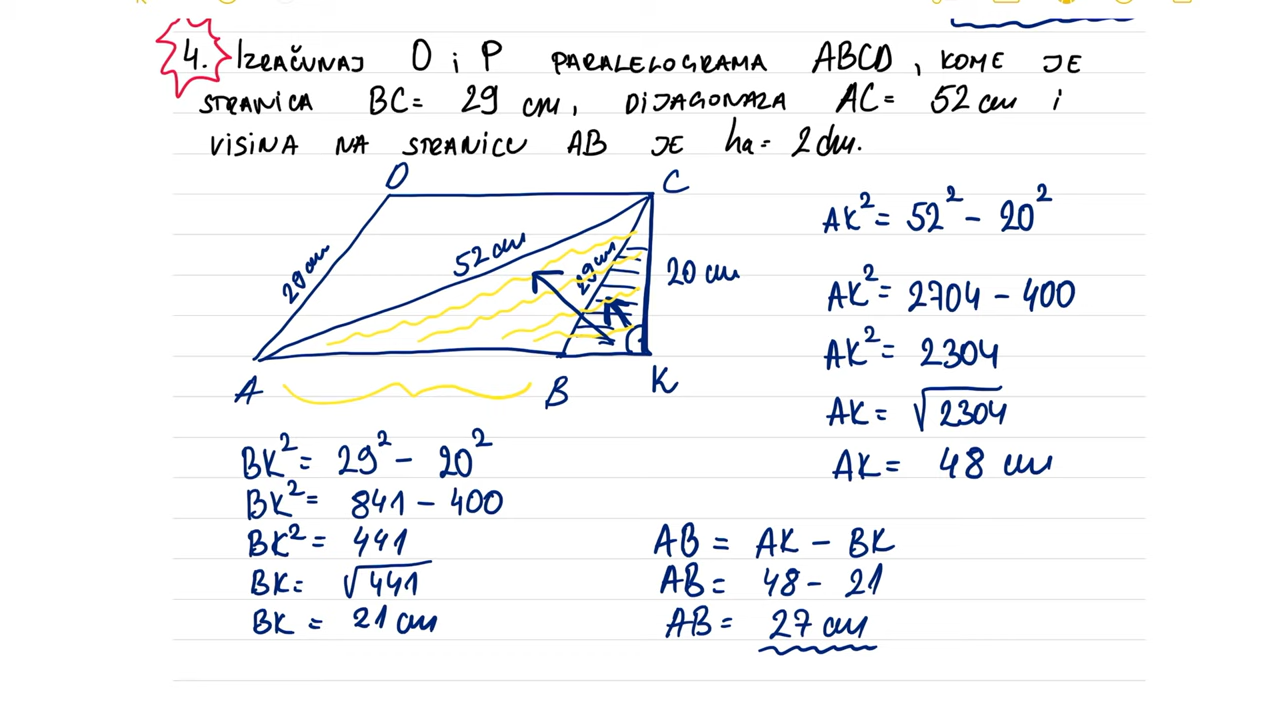 4. IZRAČUNAJ O i P PARALELOGRAMA ABCD, KOME JE
STRANICA BC = 29 cm, DIJAGONALA AC = 52 cm i
VISINA NA STRANICU AB JE ha = 2 dm.
D
C
29 cm
52 cm
29 cm
20 cm
A
B
K
AK² = 52² - 20²
AK² = 2704 - 400
AK² = 2304
AK = √2304
AK = 48 cm
BK² = 29² - 20²
BK² = 841 - 400
BK² = 441
BK = √441
BK = 21 cm
AB = AK - BK
AB = 48 - 21
AB = 27 cm